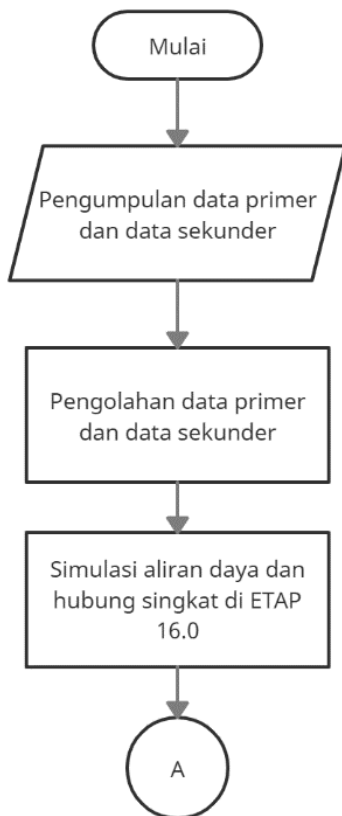 Mulai
Pengumpulan data primer
dan data sekunder
Pengolahan data primer
dan data sekunder
Simulasi aliran daya dan
hubung singkat di ETAP
16.0
A